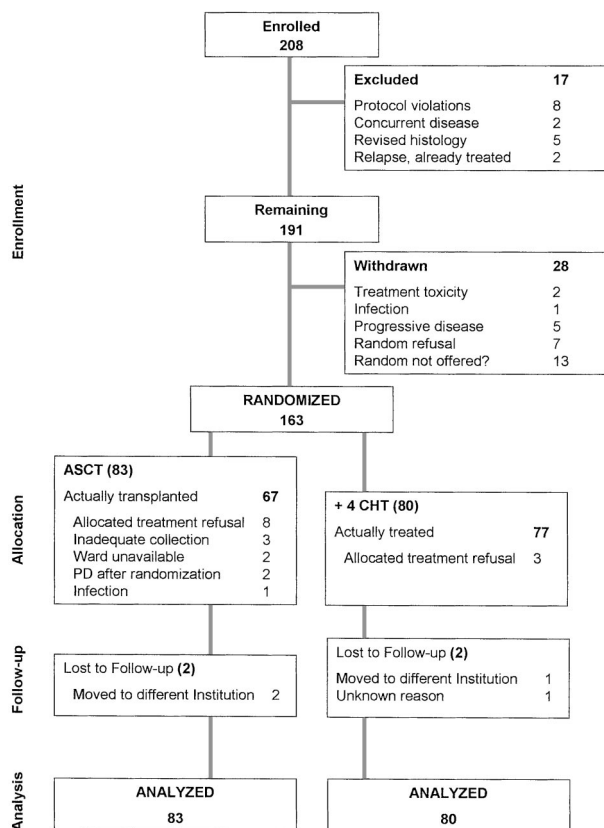 Enrolled
208
Excluded 17
Protocol violations 8
Concurrent disease 2
Revised histology 5
Relapse, already treated 2
Enrollment
Remaining
191
Withdrawn 28
Treatment toxicity 2
Infection 1
Progressive disease 5
Random refusal 7
Random not offered? 13
RANDOMIZED
163
Allocation
ASCT (83)
Actually transplanted 67
Allocated treatment refusal 8
Inadequate collection 3
Ward unavailable 2
PD after randomization 2
Infection 1
+ 4 CHT (80)
Actually treated 77
Allocated treatment refusal 3
Follow-up
Lost to Follow-up (2)
Moved to different Institution 2
Lost to Follow-up (2)
Moved to different Institution 1
Unknown reason 1
Analysis
ANALYZED
83
ANALYZED
80